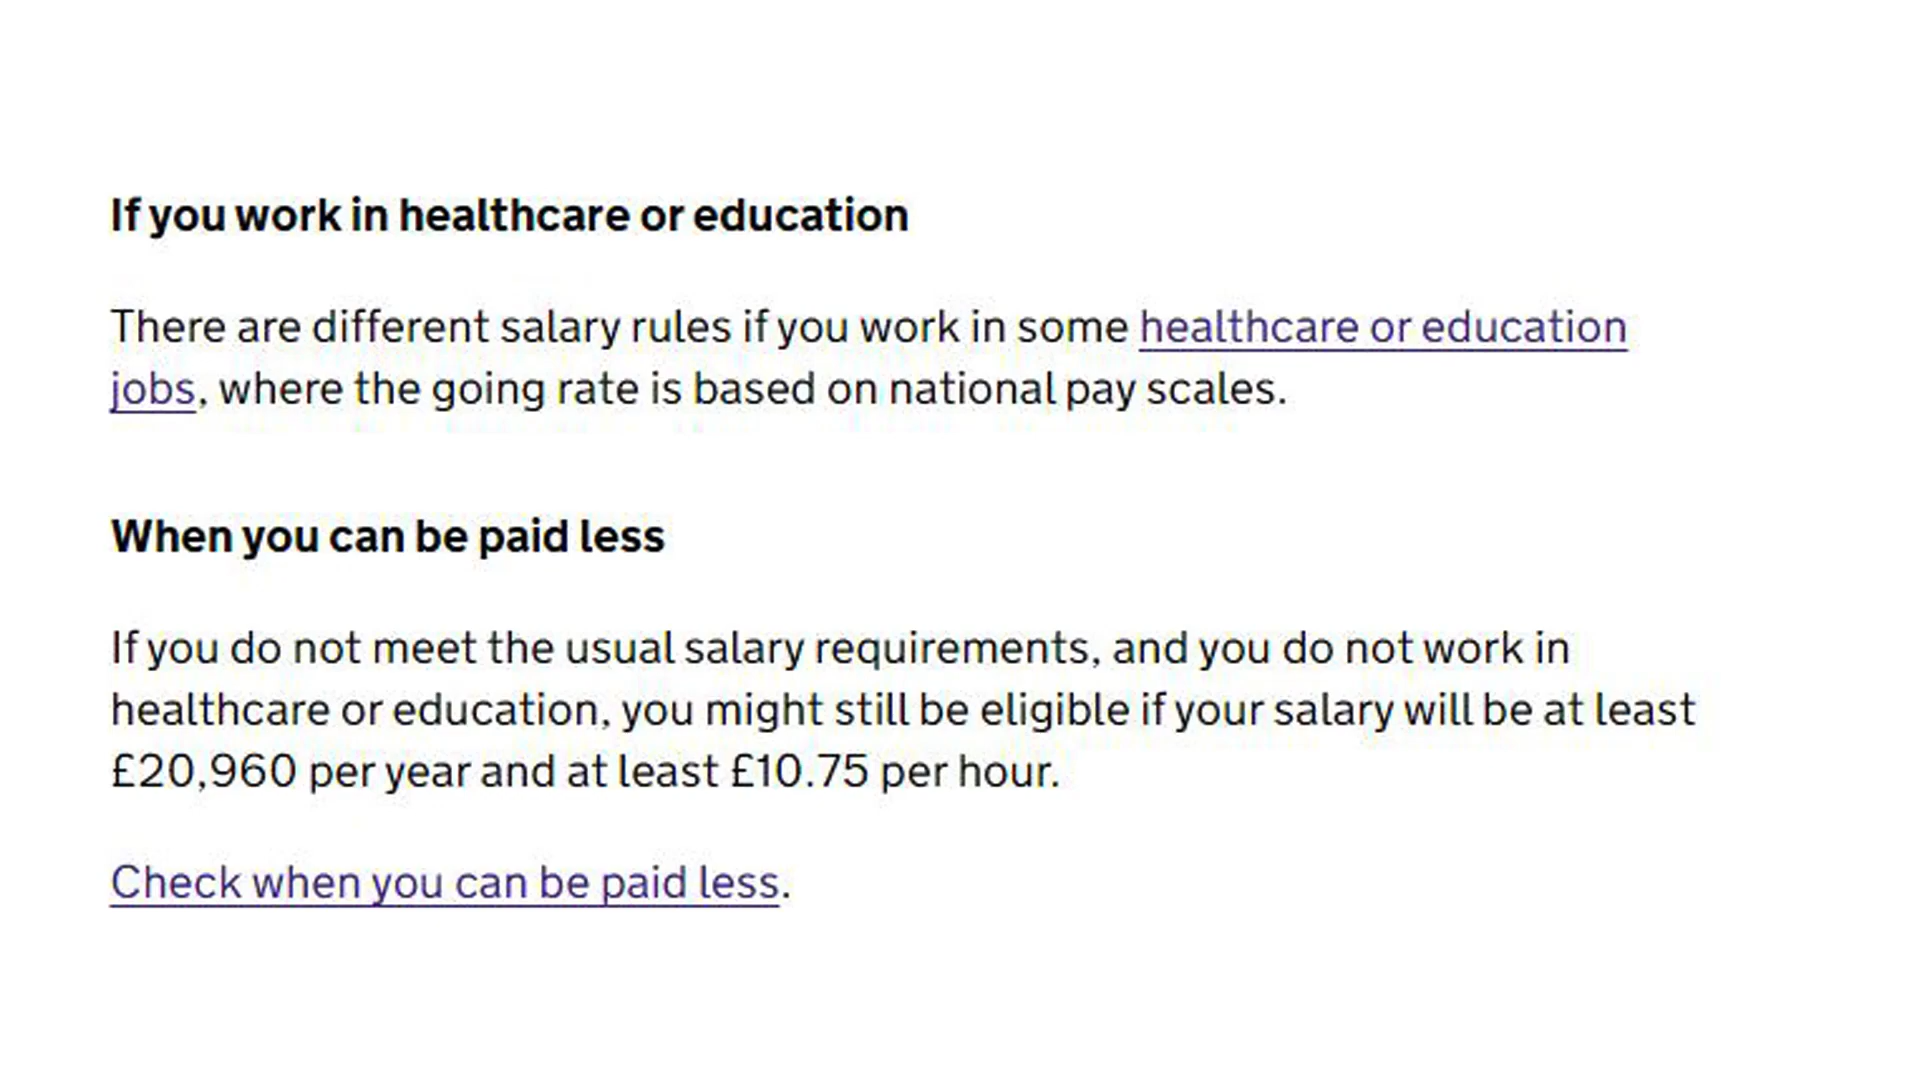 If you work in healthcare or education
There are different salary rules if you work in some healthcare or education
jobs, where the going rate is based on national pay scales.
When you can be paid less
If you do not meet the usual salary requirements, and you do not work in
healthcare or education, you might still be eligible if your salary will be at least
£20,960 per year and at least £10.75 per hour.
Check when you can be paid less.